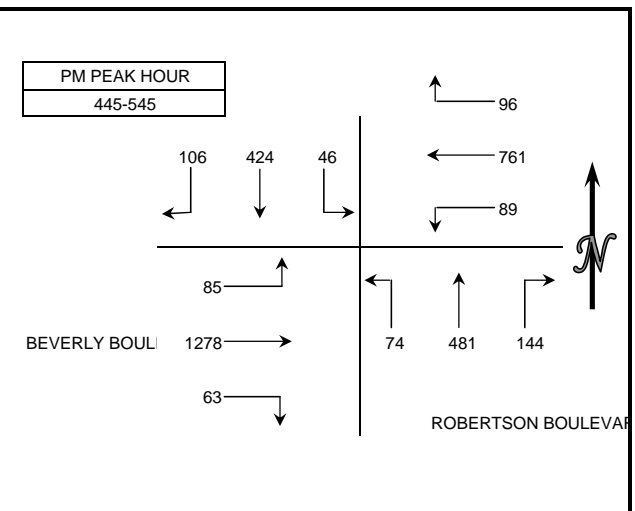 PM PEAK HOUR
445-545
96
106 424 46
761
89
N
85
BEVERLY BOUL 1278
74 481 144
63
ROBERTSON BOULEVAR